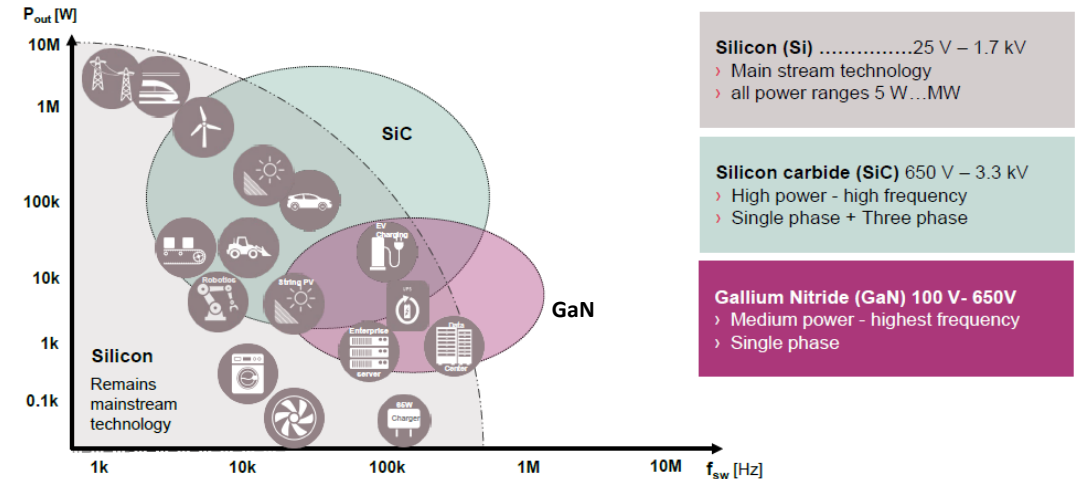 P_out [W]
10M
1M
100k
10k
1k
0.1k
SiC
GaN
EV
Charging
Robotics
String PV
UPS
Enterprise
server
Data
Center
65W
Charger
Silicon
Remains
mainstream
technology
1k
10k
100k
1M
10M
f_sw [Hz]
Silicon (Si) ...............25 V – 1.7 kV
› Main stream technology
› all power ranges 5 W…MW
Silicon carbide (SiC) 650 V – 3.3 kV
› High power - high frequency
› Single phase + Three phase
Gallium Nitride (GaN) 100 V- 650V
› Medium power - highest frequency
› Single phase